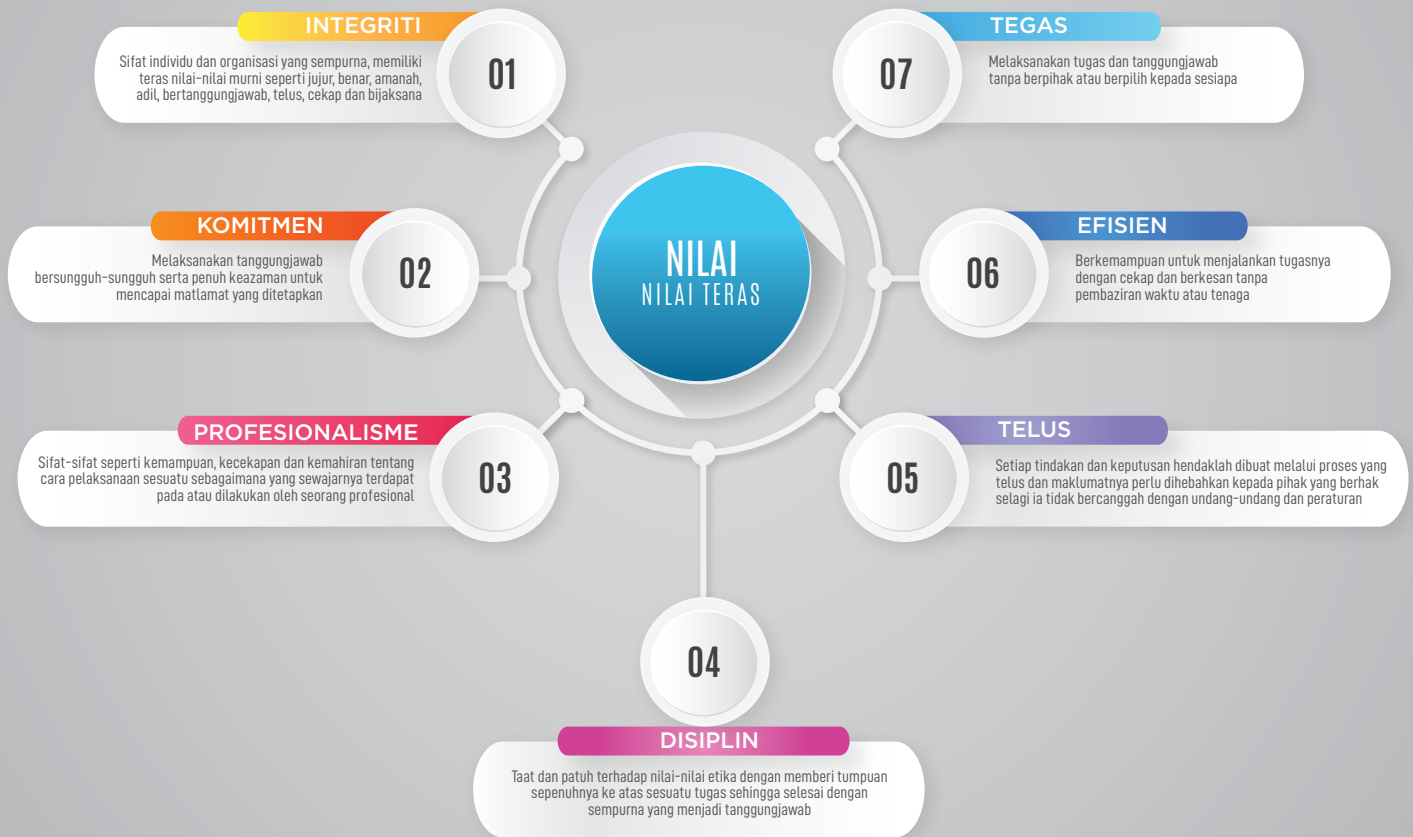 NILAI
NILAI TERAS
INTEGRITI
01
Sifat individu dan organisasi yang sempurna, memiliki
teras nilai-nilai murni seperti jujur, benar, amanah,
adil, bertanggungjawab, telus, cekap dan bijaksana
KOMITMEN
02
Melaksanakan tanggungjawab
bersungguh-sungguh serta penuh keazaman untuk
mencapai matlamat yang ditetapkan
PROFESIONALISME
03
Sifat-sifat seperti kemampuan, kecekapan dan kemahiran tentang
cara pelaksanaan sesuatu sebagaimana yang sewajarnya terdapat
pada atau dilakukan oleh seorang profesional
04
DISIPLIN
Taat dan patuh terhadap nilai-nilai etika dengan memberi tumpuan
sepenuhnya ke atas sesuatu tugas sehingga selesai dengan
sempurna yang menjadi tanggungjawab
TELUS
05
Setiap tindakan dan keputusan hendaklah dibuat melalui proses yang
telus dan maklumatnya perlu dihebahkan kepada pihak yang berhak
selagi ia tidak bercanggah dengan undang-undang dan peraturan
EFISIEN
06
Berkemampuan untuk menjalankan tugasnya
dengan cekap dan berkesan tanpa
pembaziran waktu atau tenaga
TEGAS
07
Melaksanakan tugas dan tanggungjawab
tanpa berpihak atau berpilih kepada sesiapa